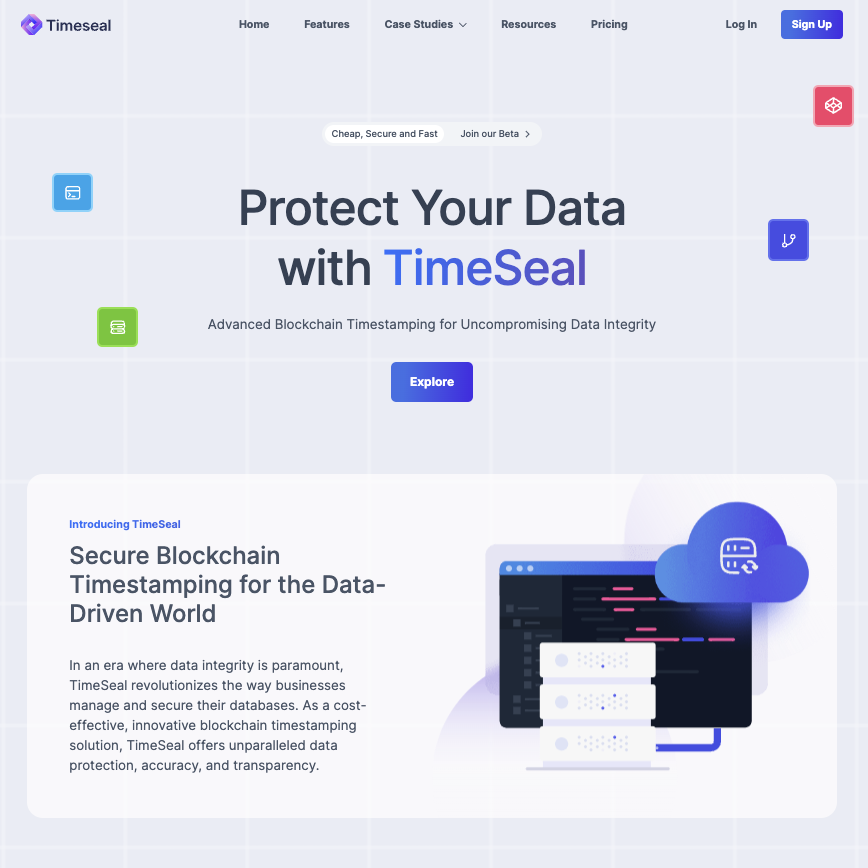 Timeseal
Home
Features
Case Studies
Resources
Pricing
Log In
Sign Up
Cheap, Secure and Fast
Join our Beta
Protect Your Data
with TimeSeal
Advanced Blockchain Timestamping for Uncompromising Data Integrity
Explore
Introducing TimeSeal
Secure Blockchain
Timestamping for the Data-
Driven World
In an era where data integrity is paramount,
TimeSeal revolutionizes the way businesses
manage and secure their databases. As a cost-
effective, innovative blockchain timestamping
solution, TimeSeal offers unparalleled data
protection, accuracy, and transparency.